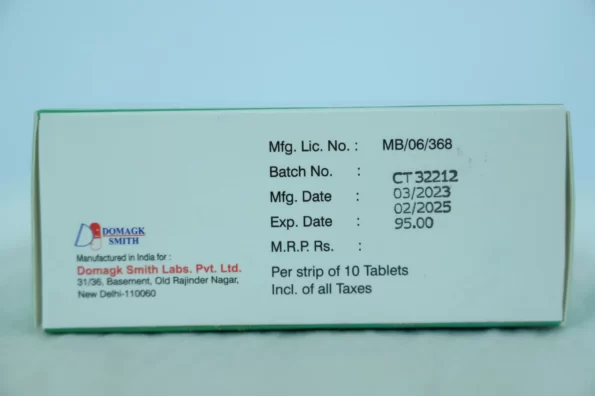 DOMAGK
SMITH
Manufactured in India for :
Domagk Smith Labs. Pvt. Ltd.
31/36, Basement, Old Rajinder Nagar,
New Delhi-110060
Mfg. Lic. No. : MB/06/368
Batch No. : CT 32212
Mfg. Date : 03/2023
Exp. Date : 02/2025
M.R.P. Rs. : 95.00
Per strip of 10 Tablets
Incl. of all Taxes